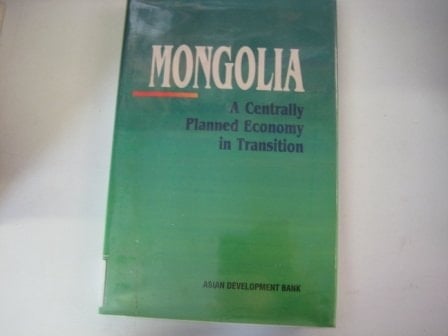 MONGOLIA
A Centrally
Planned Economy
in Transition
ASIAN DEVELOPMENT BANK